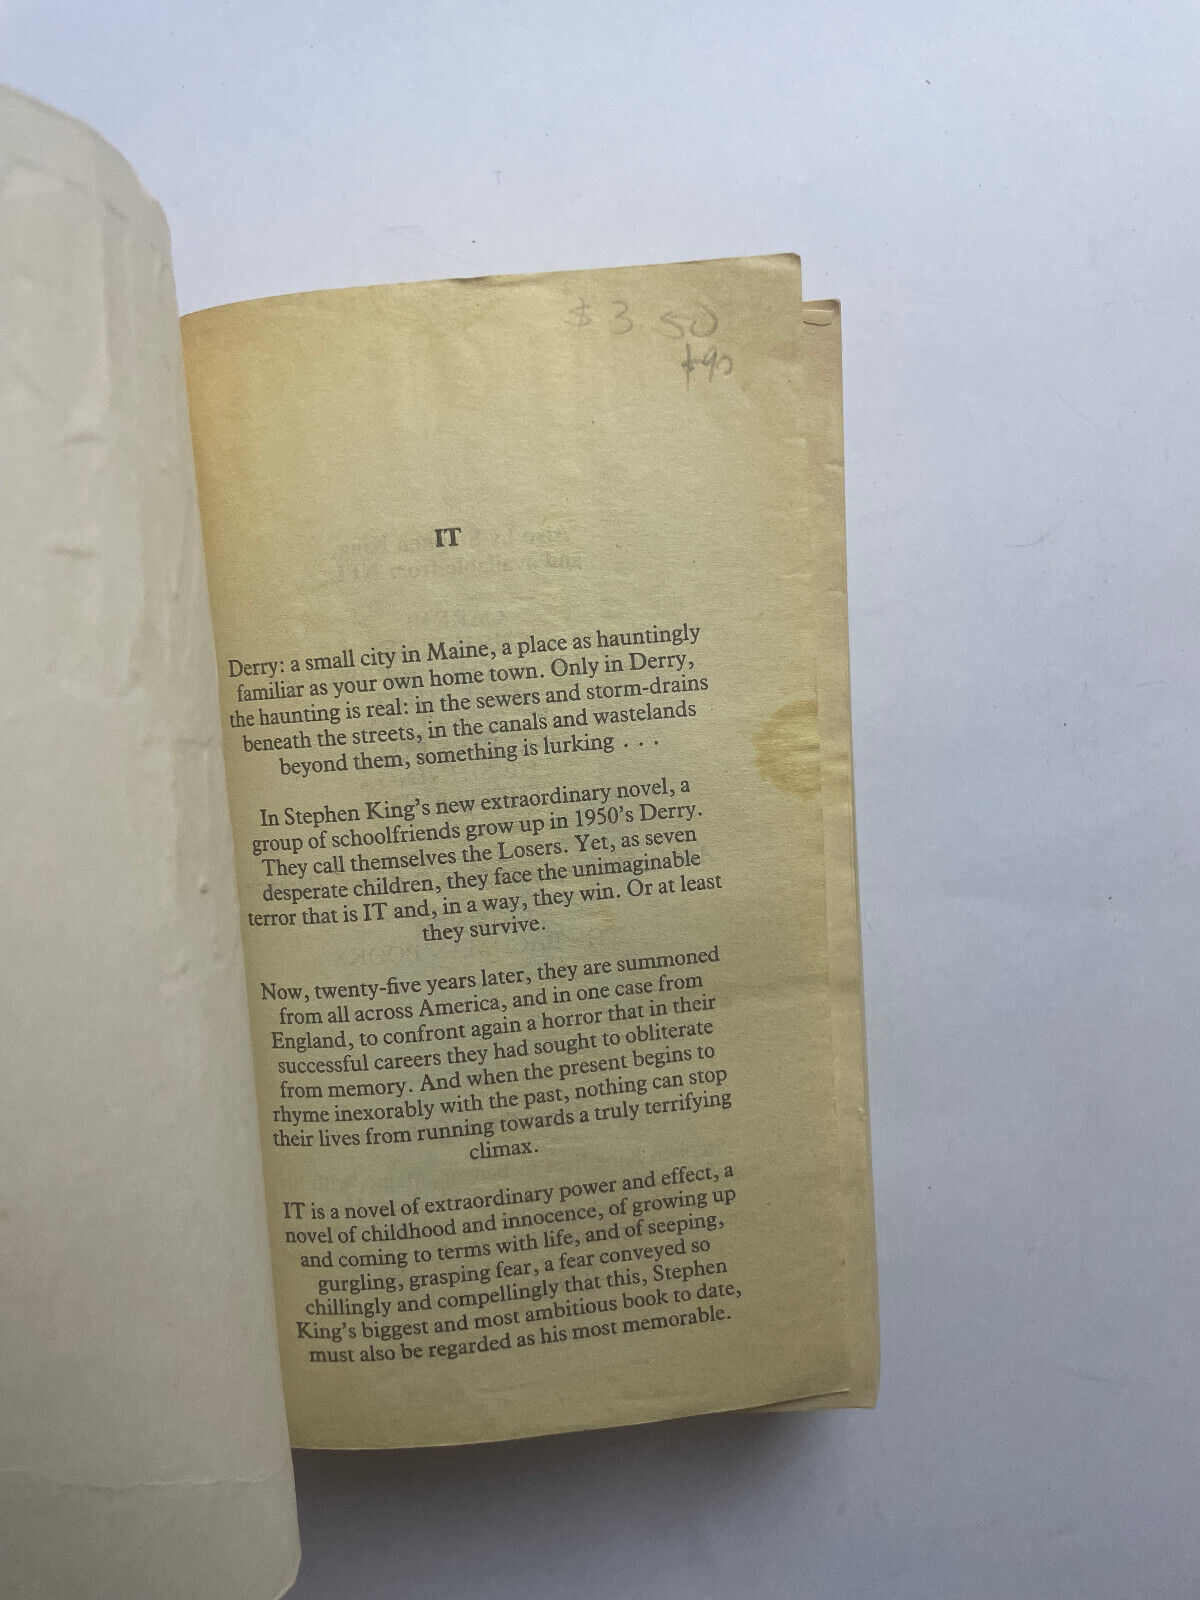 $3 50
IT
Derry: a small city in Maine, a place as hauntingly
familiar as your own home town. Only in Derry,
the haunting is real: in the sewers and storm-drains
beneath the streets, in the canals and wastelands
beyond them, something is lurking . . .
In Stephen King's new extraordinary novel, a
group of schoolfriends grow up in 1950's Derry.
They call themselves the Losers. Yet, as seven
desperate children, they face the unimaginable
terror that is IT and, in a way, they win. Or at least
they survive.
Now, twenty-five years later, they are summoned
from all across America, and in one case from
England, to confront again a horror that in their
successful careers they had sought to obliterate
from memory. And when the present begins to
rhyme inexorably with the past, nothing can stop
their lives from running towards a truly terrifying
climax.
IT is a novel of extraordinary power and effect, a
novel of childhood and innocence, of growing up
and coming to terms with life, and of seeping,
gurgling, grasping fear, a fear conveyed so
chillingly and compellingly that this, Stephen
King's biggest and most ambitious book to date,
must also be regarded as his most memorable.